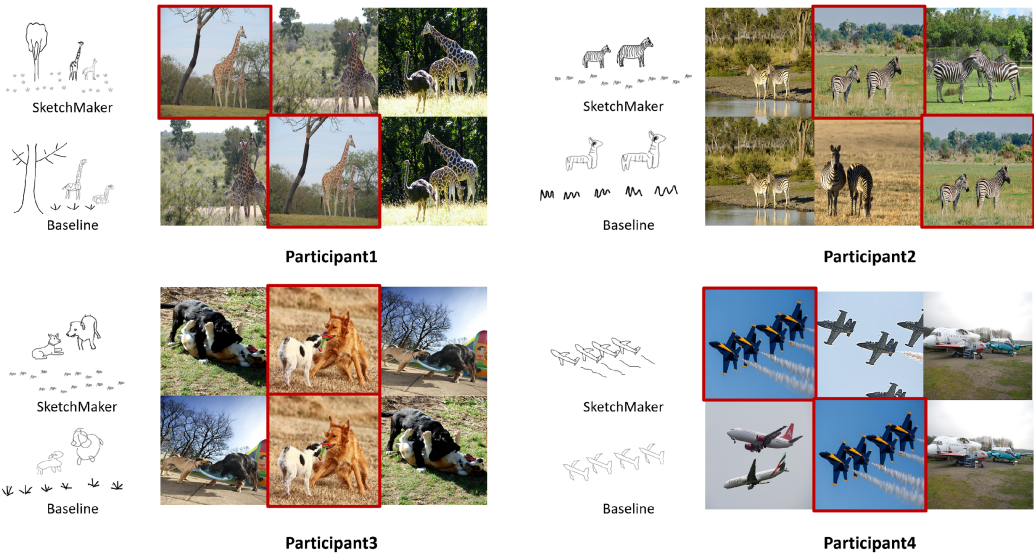 SketchMaker
Baseline
Participant1
SketchMaker
Baseline
Participant2
SketchMaker
Baseline
Participant3
SketchMaker
Baseline
Participant4